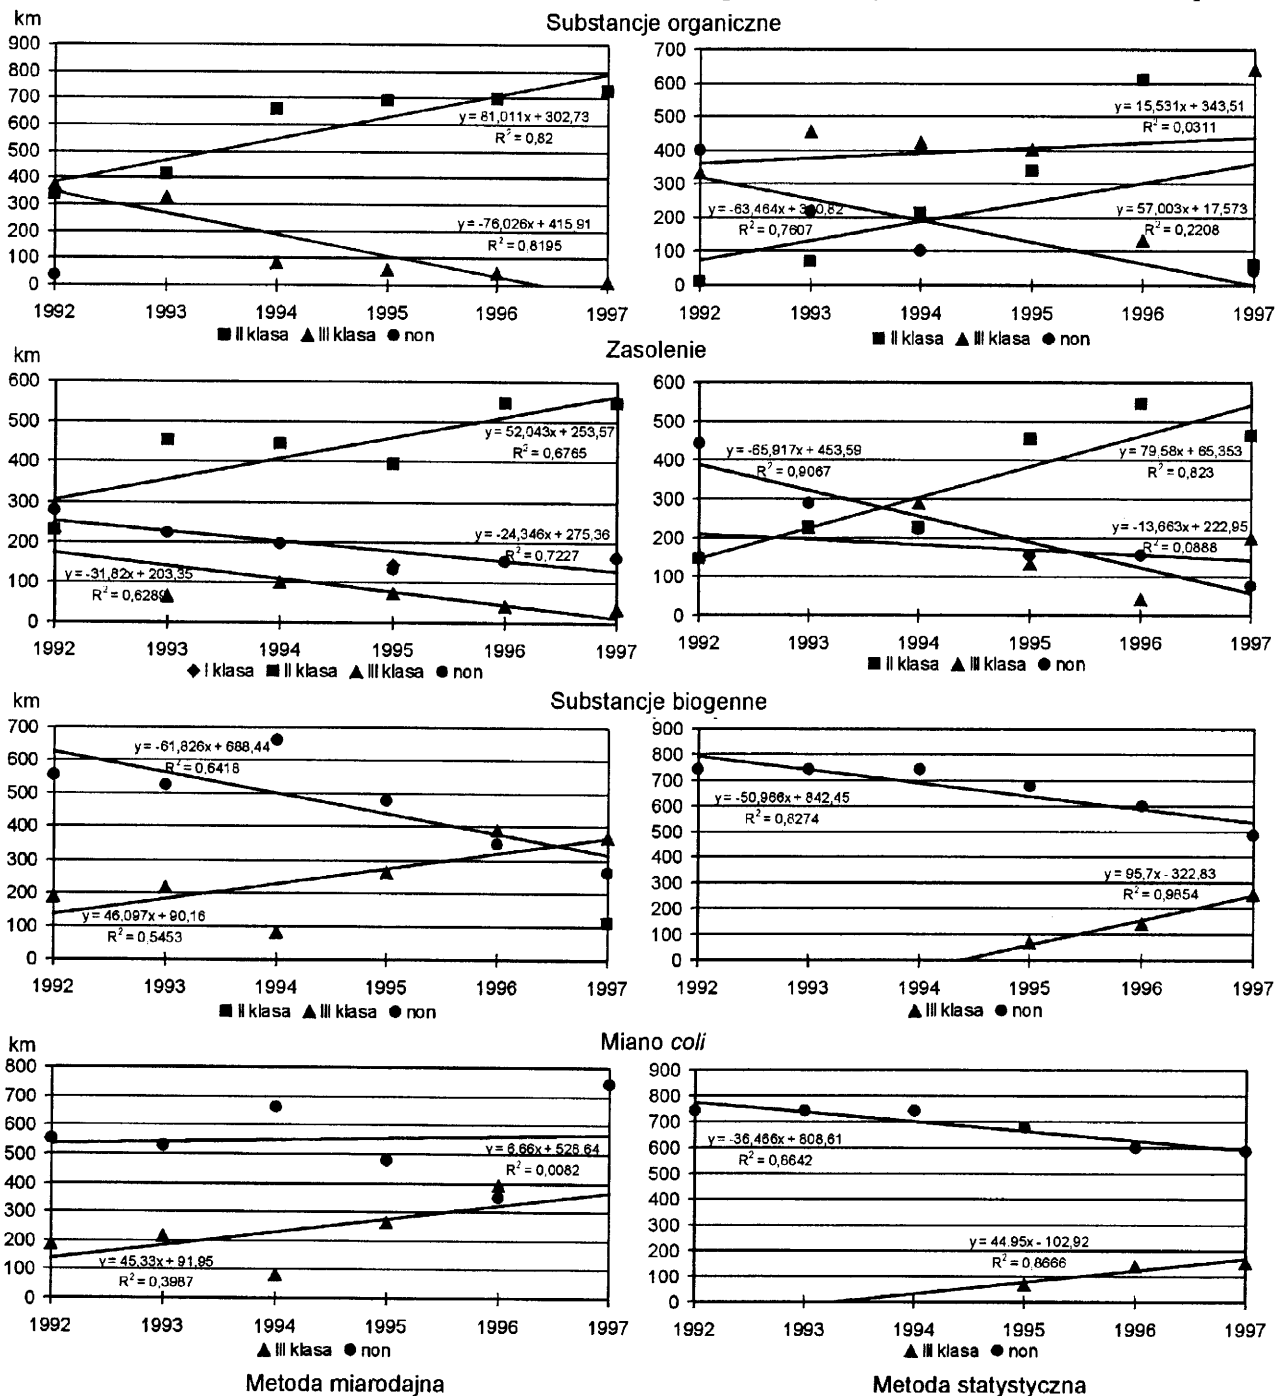 Substancje organiczne
km
900
800
700
600
500
400
300
200
100
0
y = 81,011x + 302,73
R² = 0,82
y = -76,026x + 415,91
R² = 0,8195
1992 1993 1994 1995 1996 1997
II klasa III klasa non
700
600
500
400
300
200
100
0
y = 15,531x + 343,51
R² = 0,0311
y = -63,464x +
R² = 0,7607
y = 57,003x + 17,573
R² = 0,2208
1992 1993 1994 1995 1996 1997
II klasa III klasa non
Zasolenie
km
600
500
400
300
200
100
0
y = 52,043x + 253,57
R² = 0,6765
y = -24,346x + 275,36
R² = 0,7227
y = -31,82x + 203,35
R² = 0,6289
1992 1993 1994 1995 1996 1997
I klasa II klasa III klasa non
600
500
400
300
200
100
0
y = -65,917x + 453,59
R² = 0,9067
y = 79,58x + 65,353
R² = 0,823
y = -13,663x + 222,95
R² = 0,0888
1992 1993 1994 1995 1996 1997
II klasa III klasa non
Substancje biogenne
km
700
600
500
400
300
200
100
0
y = -61,826x + 688,44
R² = 0,6418
y = 46,097x + 90,16
R² = 0,5453
1992 1993 1994 1995 1996 1997
II klasa III klasa non
900
800
700
600
500
400
300
200
100
0
y = -50,966x + 842,45
R² = 0,8274
y = 95,7x - 322,83
R² = 0,9854
1992 1993 1994 1995 1996 1997
III klasa non
Miano coli
km
800
700
600
500
400
300
200
100
0
y = 6,66x + 528,64
R² = 0,0082
y = 45,33x + 91,95
R² = 0,3987
1992 1993 1994 1995 1996 1997
III klasa non
900
800
700
600
500
400
300
200
100
0
y = -36,466x + 808,61
R² = 0,8642
y = 44,95x - 102,92
R² = 0,8666
1992 1993 1994 1995 1996 1997
III klasa non
Metoda miarodajna
Metoda statystyczna